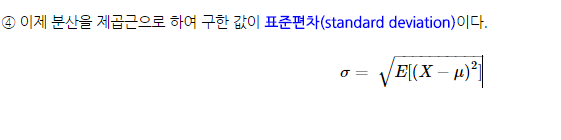 ④ 이제 분산을 제곱근으로 하여 구한 값이 표준편차(standard deviation)이다.
σ = √E[(X − μ)²]